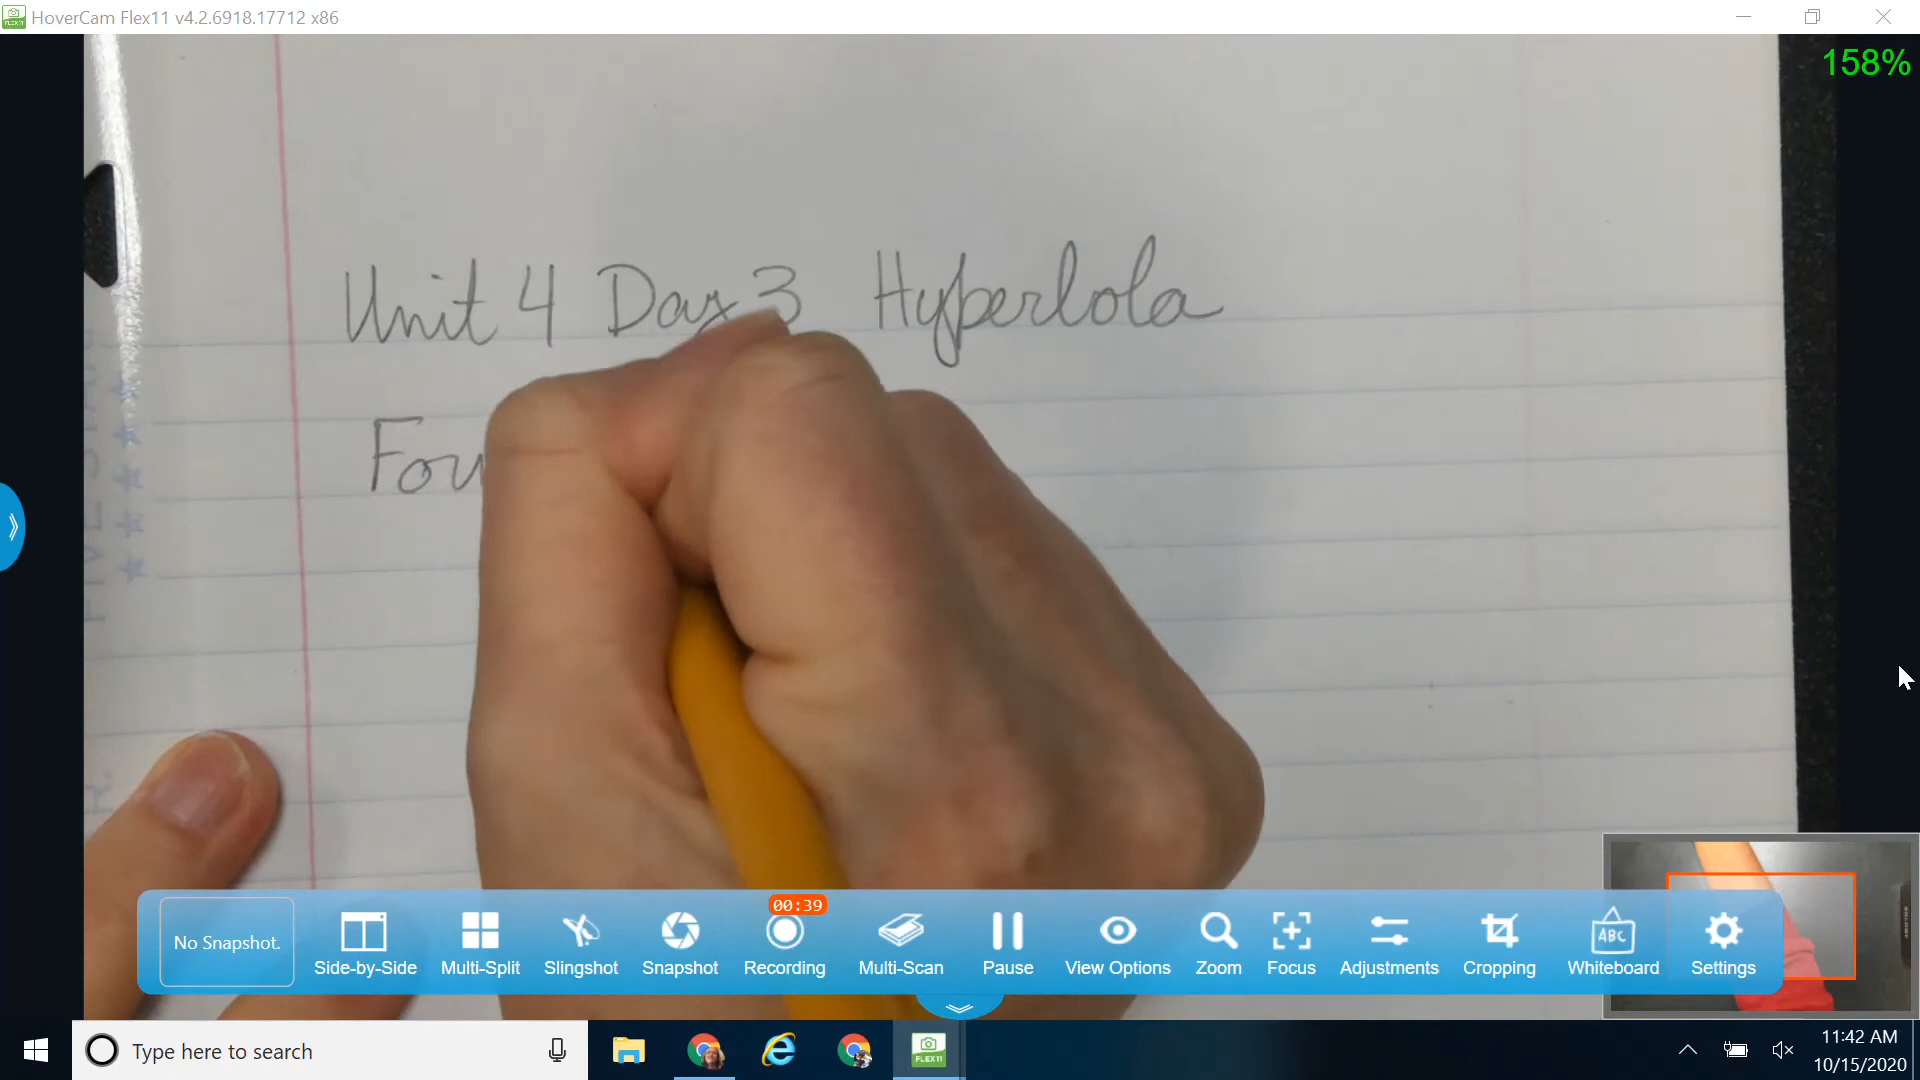 HoverCam Flex11 v4.2.6918.17712 x86
158%
Unit 4 Day 3 Hyperbola
Fou
00:39
No Snapshot.
Side-by-Side
Multi-Split
Slingshot
Snapshot
Recording
Multi-Scan
Pause
View Options
Zoom
Focus
Adjustments
Cropping
ABC
Whiteboard
Settings
Type here to search
FLEX11
11:42 AM
10/15/2020